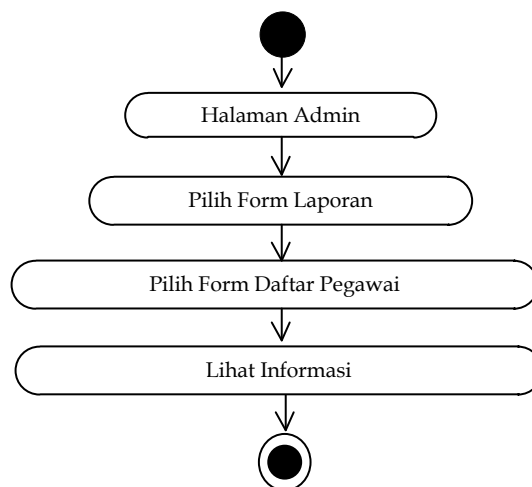 Halaman Admin
Pilih Form Laporan
Pilih Form Daftar Pegawai
Lihat Informasi